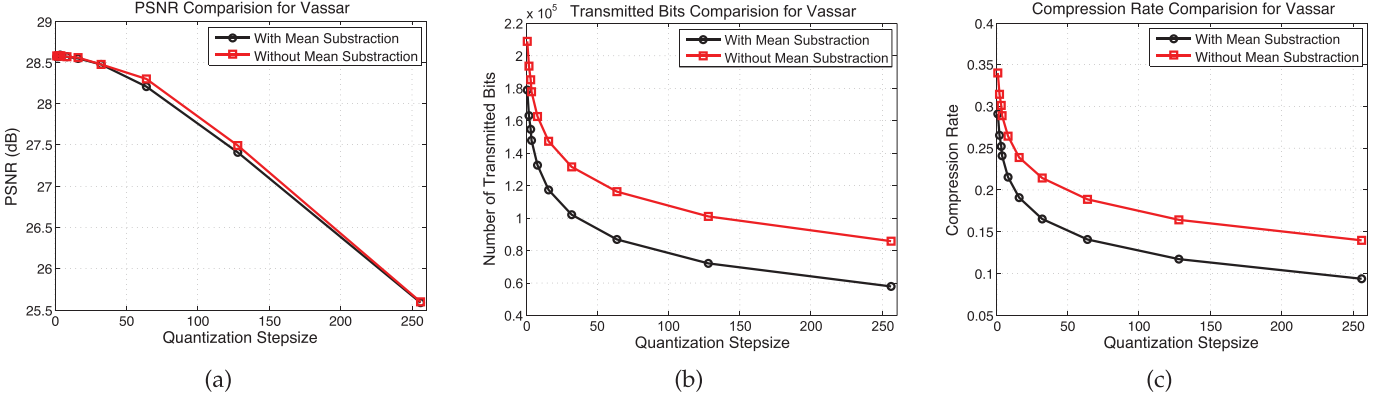 PSNR Comparision for Vassar
29
28.5
28
27.5
27
26.5
26
25.5
0
50
100
150
200
250
PSNR (dB)
Quantization Stepsize
With Mean Substraction
Without Mean Substraction
(a)
x 10^5
Transmitted Bits Comparision for Vassar
2.2
2
1.8
1.6
1.4
1.2
1
0.8
0.6
0.4
0
50
100
150
200
250
Number of Transmitted Bits
Quantization Stepsize
With Mean Substraction
Without Mean Substraction
(b)
Compression Rate Comparision for Vassar
0.4
0.35
0.3
0.25
0.2
0.15
0.1
0.05
0
50
100
150
200
250
Compression Rate
Quantization Stepsize
With Mean Substraction
Without Mean Substraction
(c)